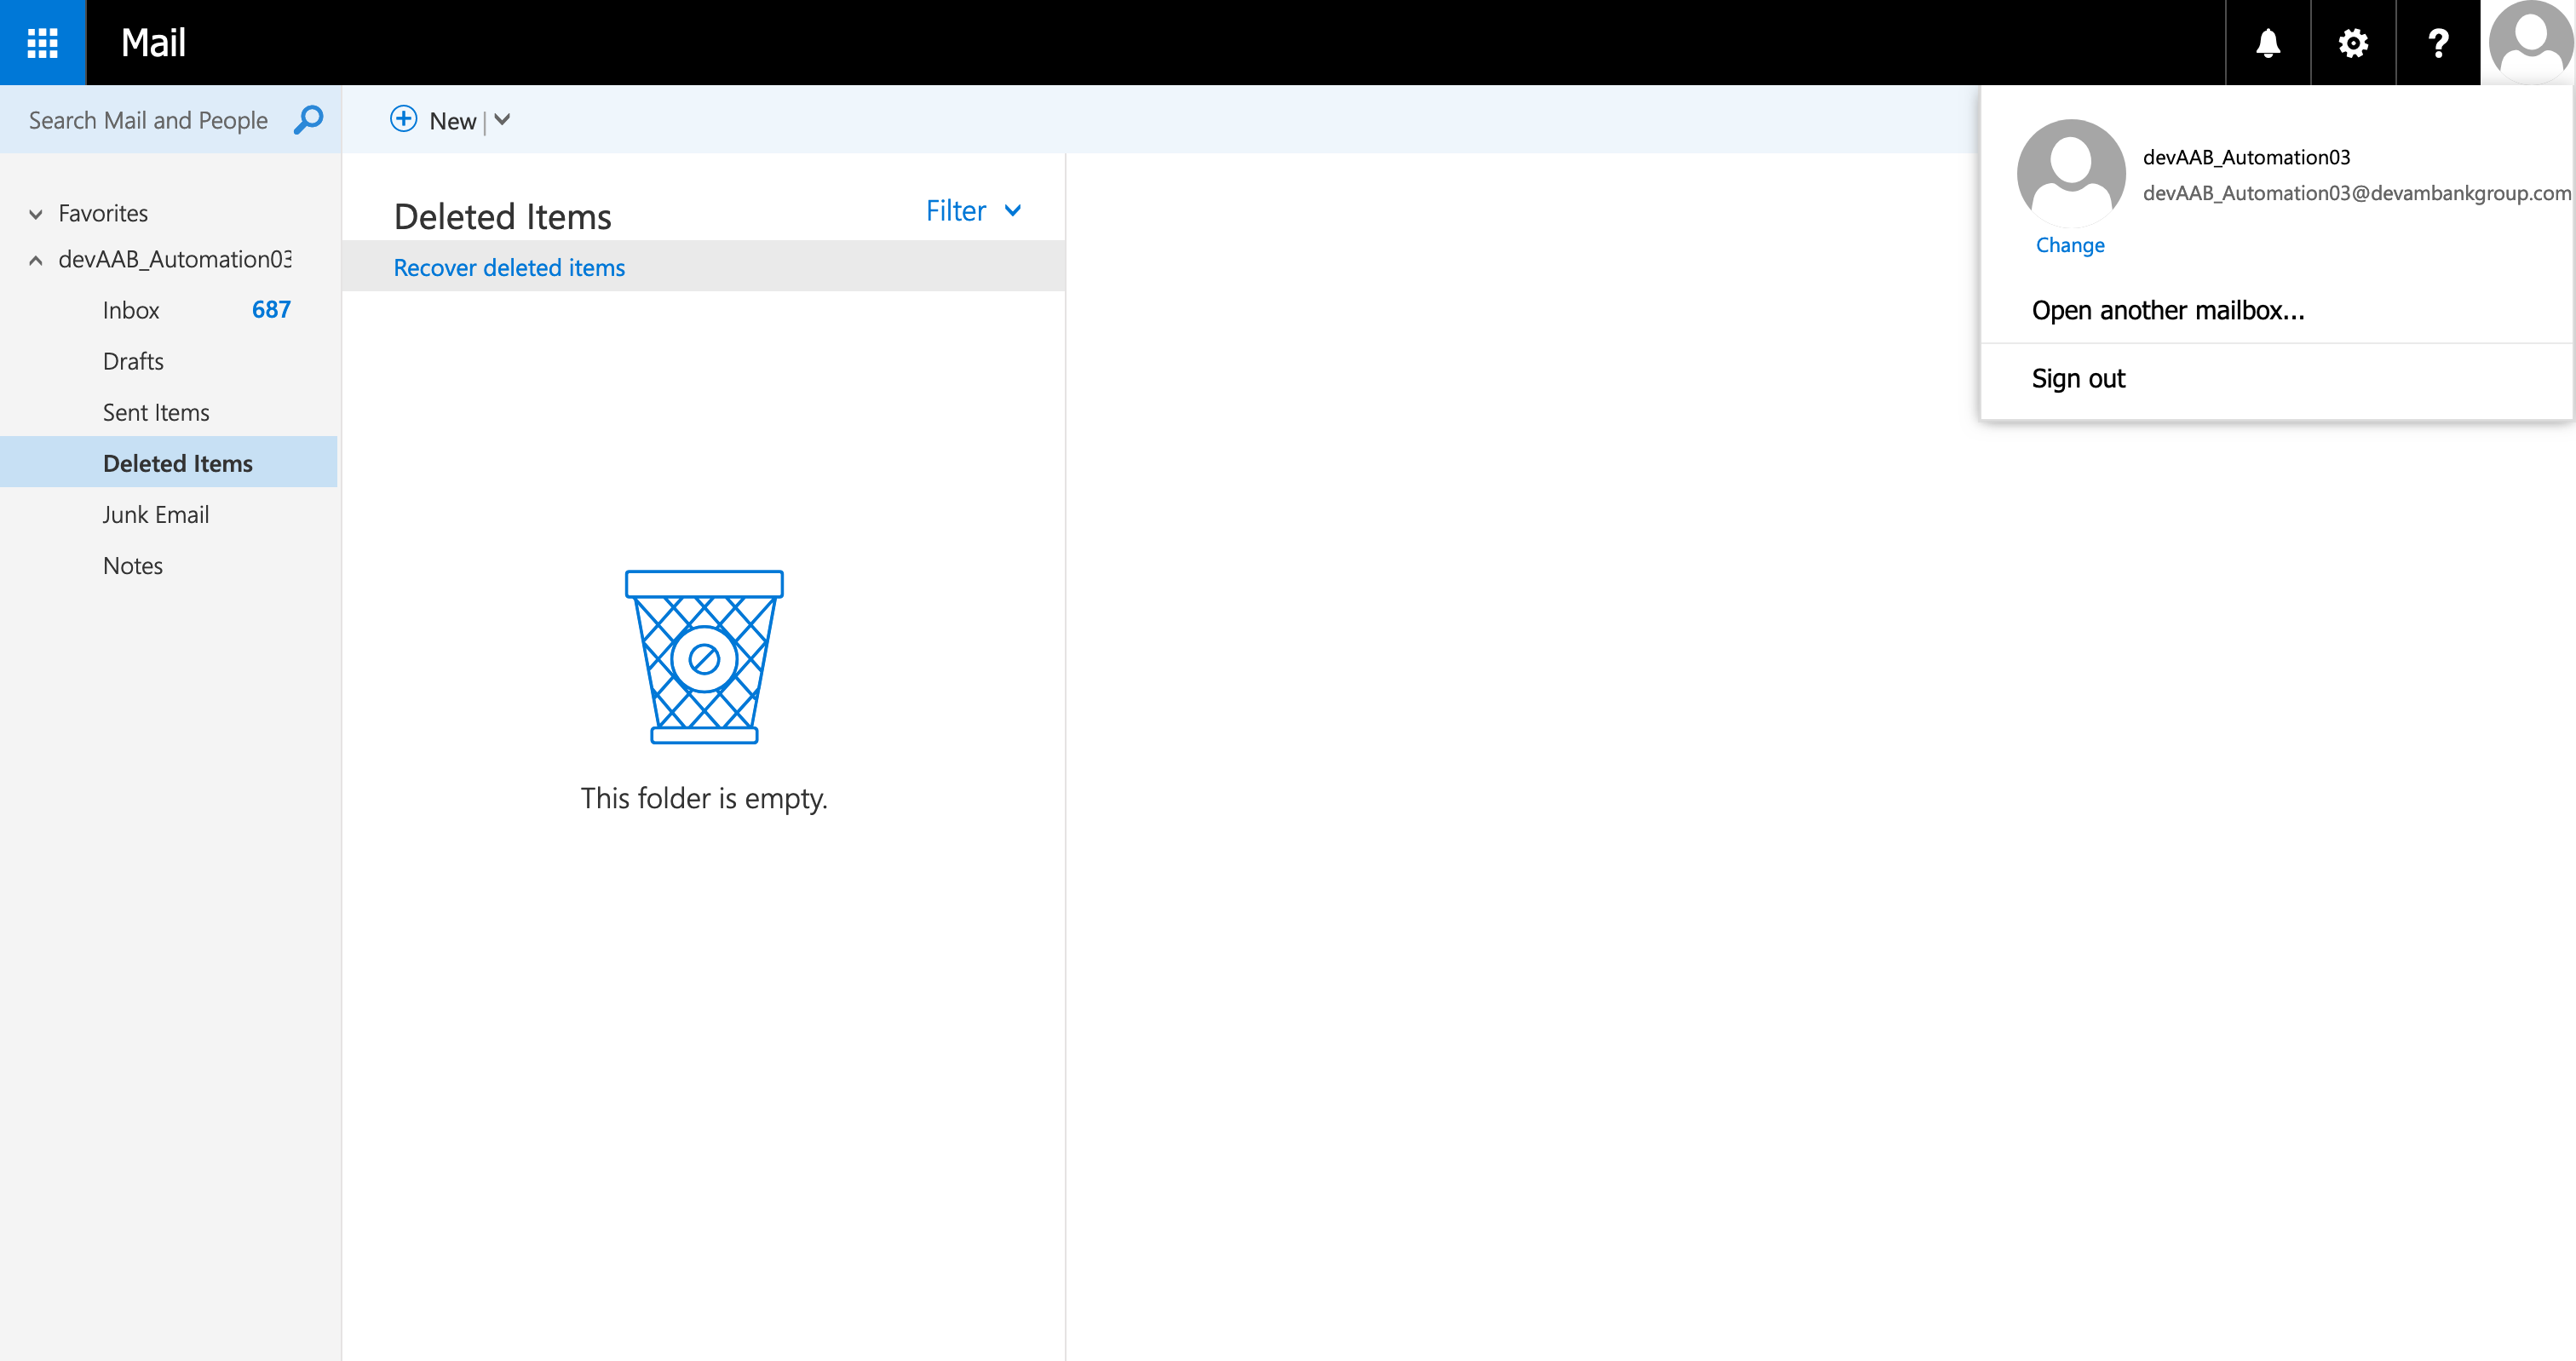 Mail
Search Mail and People
New
Favorites
devAAB_Automation03
Inbox 687
Drafts
Sent Items
Deleted Items
Junk Email
Notes
Deleted Items
Filter
Recover deleted items
This folder is empty.
devAAB_Automation03
devAAB_Automation03@devambankgroup.com
Change
Open another mailbox...
Sign out